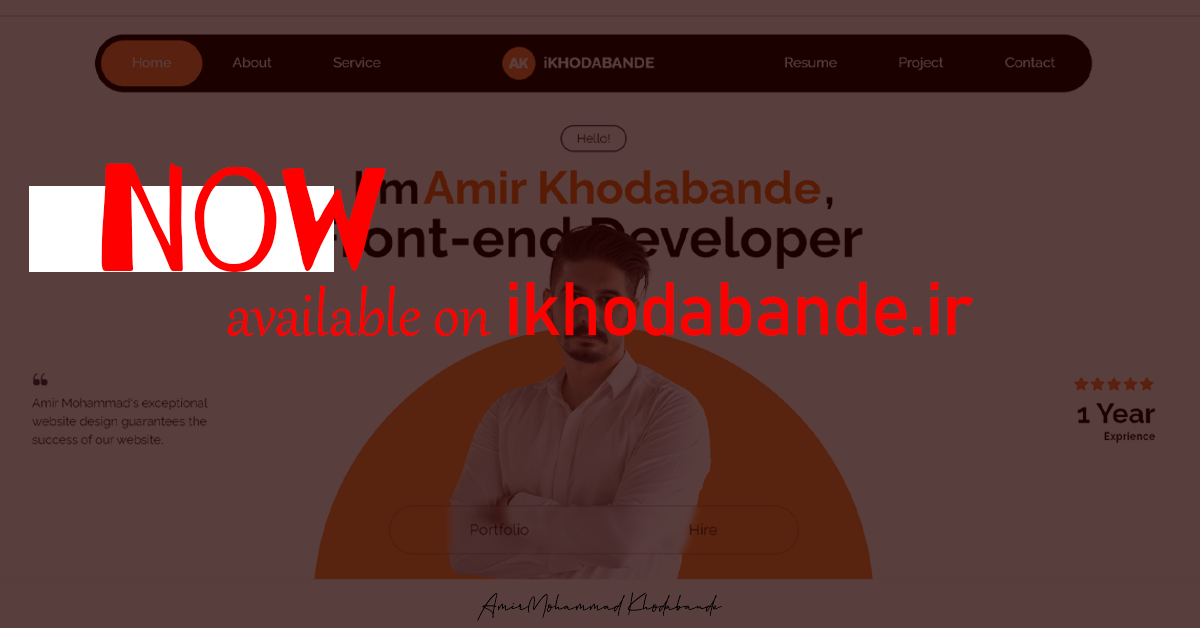 Home About Service AK iKHODABANDE Resume Project Contact
Hello!
I'm Amir Khodabande,
Front-end Developer
NOW
available on ikhodabande.ir
“
Amir Mohammad's exceptional
website design guarantees the
success of our website.
1 Year
Exprience
Portfolio Hire
AmirMohammad Khodabande